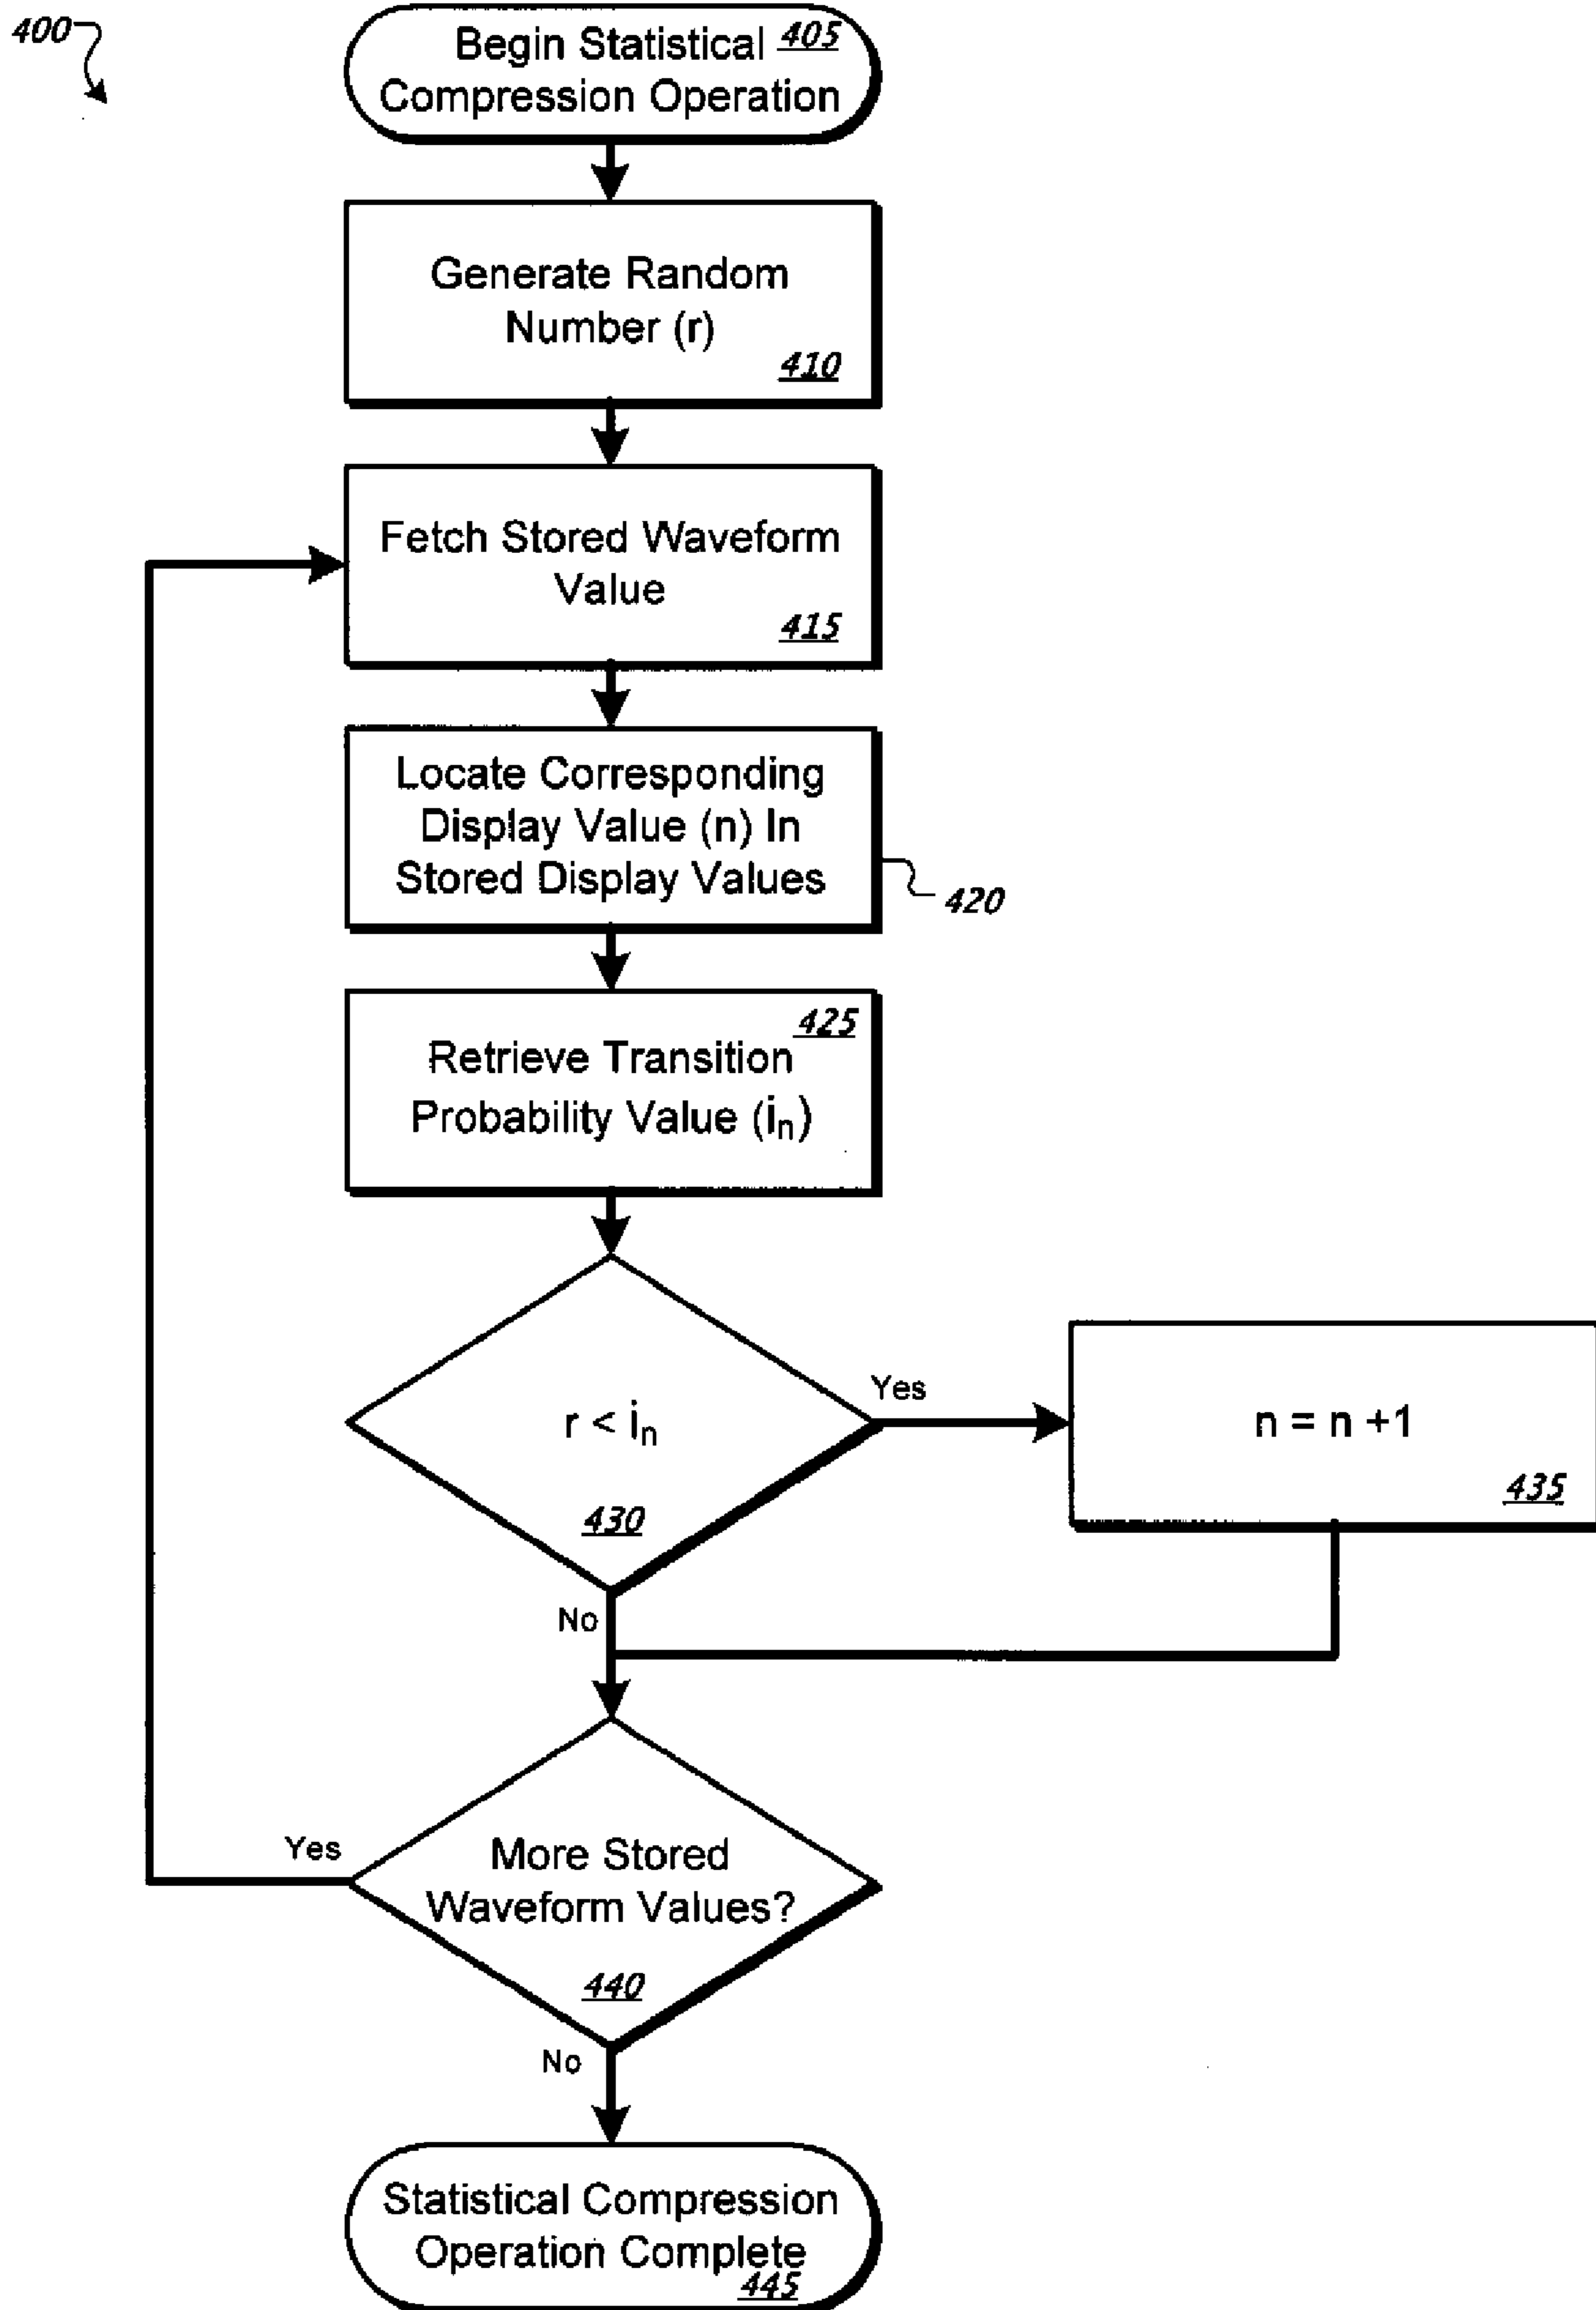 400
Begin Statistical 405
Compression Operation
Generate Random
Number (r)
410
Fetch Stored Waveform
Value
415
Locate Corresponding
Display Value (n) In
Stored Display Values
420
425
Retrieve Transition
Probability Value (iₙ)
r < iₙ
430
Yes
n = n +1
435
No
More Stored
Waveform Values?
440
Yes
No
Statistical Compression
Operation Complete
445